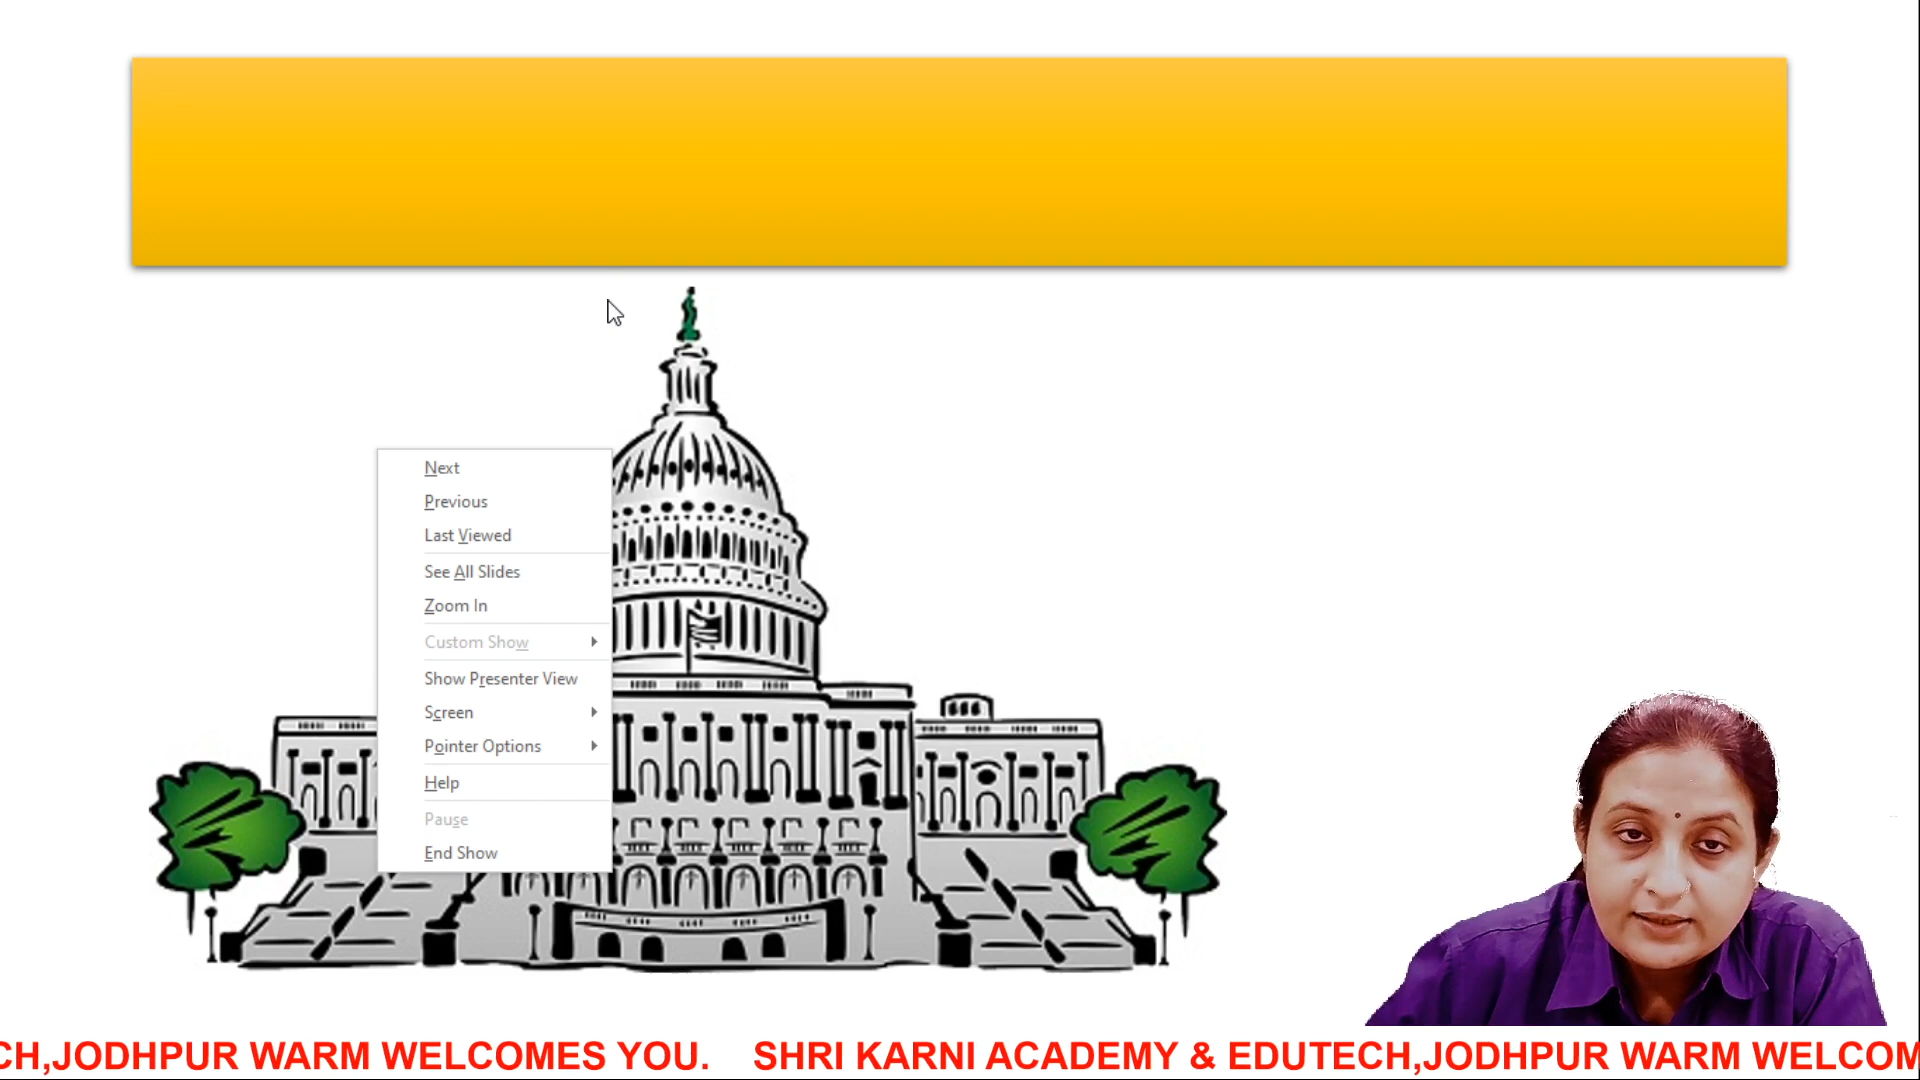 Next
Previous
Last Viewed
See All Slides
Zoom In
Custom Show
Show Presenter View
Screen
Pointer Options
Help
Pause
End Show
CH,JODHPUR WARM WELCOMES YOU. SHRI KARNI ACADEMY & EDUTECH,JODHPUR WARM WELCOM